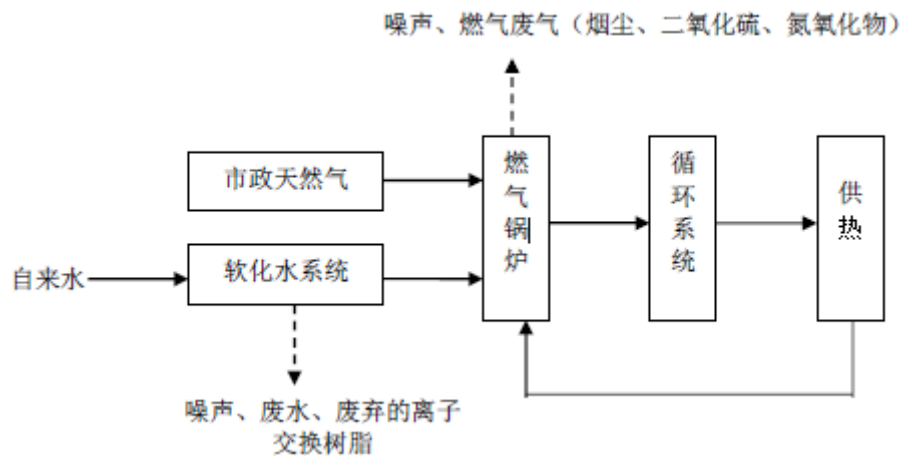 噪声、燃气废气（烟尘、二氧化硫、氮氧化物）
市政天然气
燃气锅炉
循环系统
供热
自来水
软化水系统
噪声、废水、废弃的离子
交换树脂